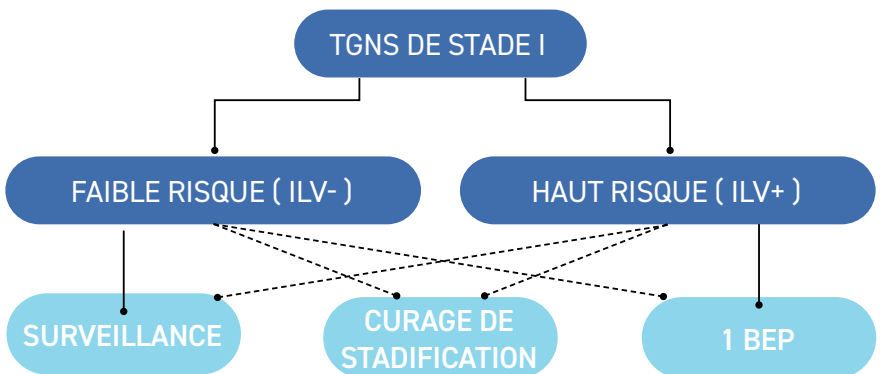 TGNS DE STADE I
FAIBLE RISQUE ( ILV- )
HAUT RISQUE ( ILV+ )
SURVEILLANCE
CURAGE DE
STADIFICATION
1 BEP